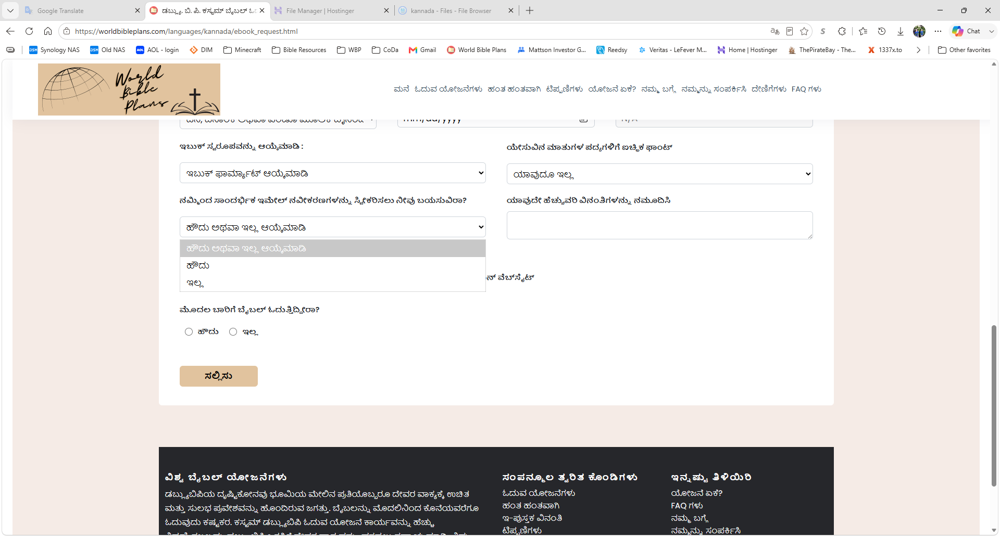 Google Translate
ಡಬ್ಲ್ಯು. ಬಿ. ಪಿ. ಕಸ್ಟಮ್ ಬೈಬಲ್ ಓದ
File Manager | Hostinger
kannada - Files - File Browser
https://worldbibleplans.com/languages/kannada/ebook_request.html
Chat
Synology NAS
Old NAS
AOL - login
DIM
Minecraft
Bible Resources
WBP
CoDa
Gmail
World Bible Plans
Mattson Investor G...
Reedsy
Veritas - LeFever M...
Home | Hostinger
ThePirateBay - The...
1337x.to
Other favorites
World
Bible
Plans
ಮನೆ ಓದುವ ಯೋಜನೆಗಳು ಹಂತ ಹಂತವಾಗಿ ಟಿಪ್ಪಣಿಗಳು ಯೋಜನೆ ಏಕೆ? ನಮ್ಮ ಬಗ್ಗೆ ನಮ್ಮನ್ನು ಸಂಪರ್ಕಿಸಿ ದೇಣಿಗೆಗಳು FAQ ಗಳು
mm/dd/yyyy
N/A
ಇಬುಕ್ ಸ್ವರೂಪವನ್ನು ಆಯ್ಕೆಮಾಡಿ:
ಯೇಸುವಿನ ಮಾತುಗಳ ಪದ್ಯಗಳಿಗೆ ಐಚ್ಛಿಕ ಫಾಂಟ್
ಇಬುಕ್ ಫಾರ್ಮ್ಯಾಟ್ ಆಯ್ಕೆಮಾಡಿ
ಯಾವುದೂ ಇಲ್ಲ
ನಮ್ಮಿಂದ ಸಾಂದರ್ಭಿಕ ಇಮೇಲ್ ನವೀಕರಣಗಳನ್ನು ಸ್ವೀಕರಿಸಲು ನೀವು ಬಯಸುವಿರಾ?
ಯಾವುದೇ ಹೆಚ್ಚುವರಿ ವಿನಂತಿಗಳನ್ನು ನಮೂದಿಸಿ
ಹೌದು ಅಥವಾ ಇಲ್ಲ ಆಯ್ಕೆಮಾಡಿ
ಹೌದು ಅಥವಾ ಇಲ್ಲ ಆಯ್ಕೆಮಾಡಿ
ಹೌದು
ಇಲ್ಲ
ವೆಬ್‌ಸೈಟ್
ಮೊದಲ ಬಾರಿಗೆ ಬೈಬಲ್ ಓದುತ್ತಿದ್ದೀರಾ?
ಹೌದು ಇಲ್ಲ
ಸಲ್ಲಿಸು
ವಿಶ್ವ ಬೈಬಲ್ ಯೋಜನೆಗಳು
ಡಬ್ಲ್ಯುಬಿಪಿಯ ದೃಷ್ಟಿಕೋನವು ಭೂಮಿಯ ಮೇಲಿನ ಪ್ರತಿಯೊಬ್ಬರೂ ದೇವರ ವಾಕ್ಯಕ್ಕೆ ಉಚಿತ
ಮತ್ತು ಸುಲಭ ಪ್ರವೇಶವನ್ನು ಹೊಂದಿರುವ ಜಗತ್ತು. ಬೈಬಲನ್ನು ಮೊದಲಿನಿಂದ ಕೊನೆಯವರೆಗೂ
ಓದುವುದು ಕಷ್ಟಕರ. ಕಸ್ಟಮ್ ಡಬ್ಲ್ಯುಬಿಪಿ ಓದುವ ಯೋಜನೆ ಕಾರ್ಯವನ್ನು ಹೆಚ್ಚು
ಸಂಪನ್ಮೂಲ ತ್ವರಿತ ಕೊಂಡಿಗಳು
ಓದುವ ಯೋಜನೆಗಳು
ಹಂತ ಹಂತವಾಗಿ
ಇ-ಪುಸ್ತಕ ವಿನಂತಿ
ಟಿಪ್ಪಣಿಗಳು
ಇನ್ನಷ್ಟು ತಿಳಿಯಿರಿ
ಯೋಜನೆ ಏಕೆ?
FAQ ಗಳು
ನಮ್ಮ ಬಗ್ಗೆ
ನಮ್ಮನ್ನು ಸಂಪರ್ಕಿಸಿ